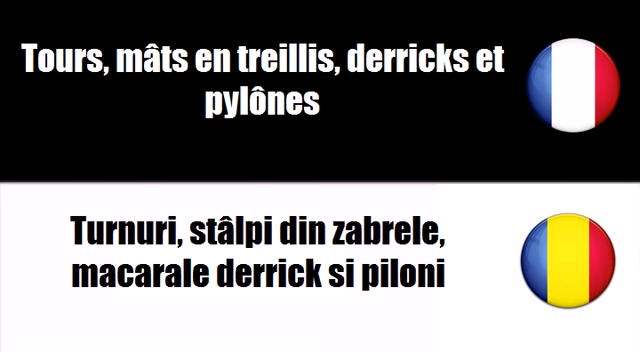 Tours, mâts en treillis, derricks et
pylônes
Turnuri, stâlpi din zabrele,
macarale derrick si piloni